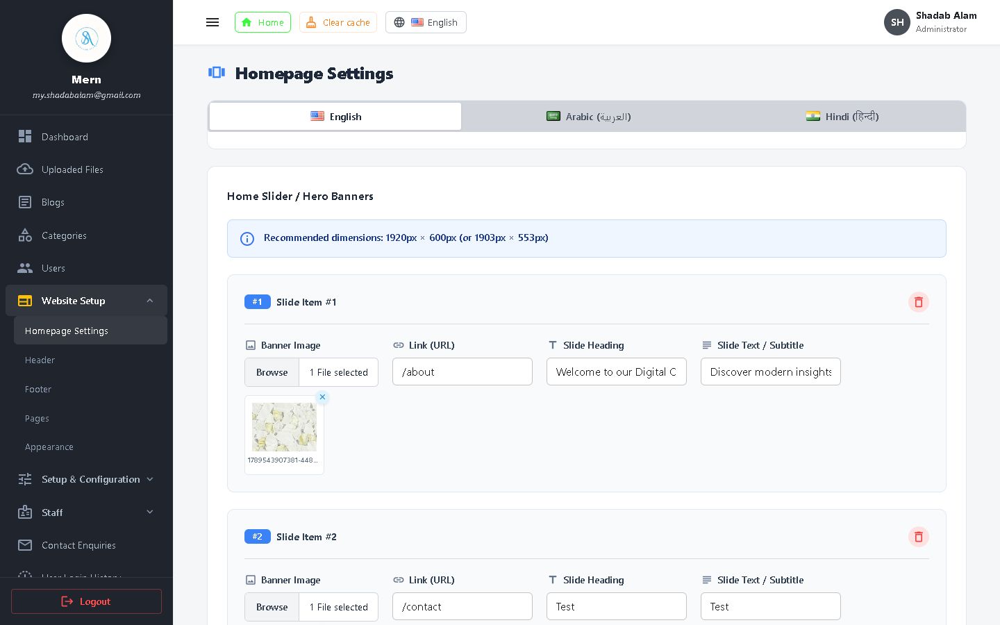 Mern
my.shadabalam@gmail.com
Dashboard
Uploaded Files
Blogs
Categories
Users
Website Setup
Homepage Settings
Header
Footer
Pages
Appearance
Setup & Configuration
Staff
Contact Enquiries
User Login History
Logout
Home
Clear cache
English
SH
Shadab Alam
Administrator
Homepage Settings
English
Arabic (العربية)
Hindi (हिन्दी)
Home Slider / Hero Banners
Recommended dimensions: 1920px × 600px (or 1903px × 553px)
#1 Slide Item #1
Banner Image
Browse 1 File selected
1789543907381-448...
Link (URL)
/about
Slide Heading
Welcome to our Digital C
Slide Text / Subtitle
Discover modern insights
#2 Slide Item #2
Banner Image
Browse 1 File selected
Link (URL)
/contact
Slide Heading
Test
Slide Text / Subtitle
Test